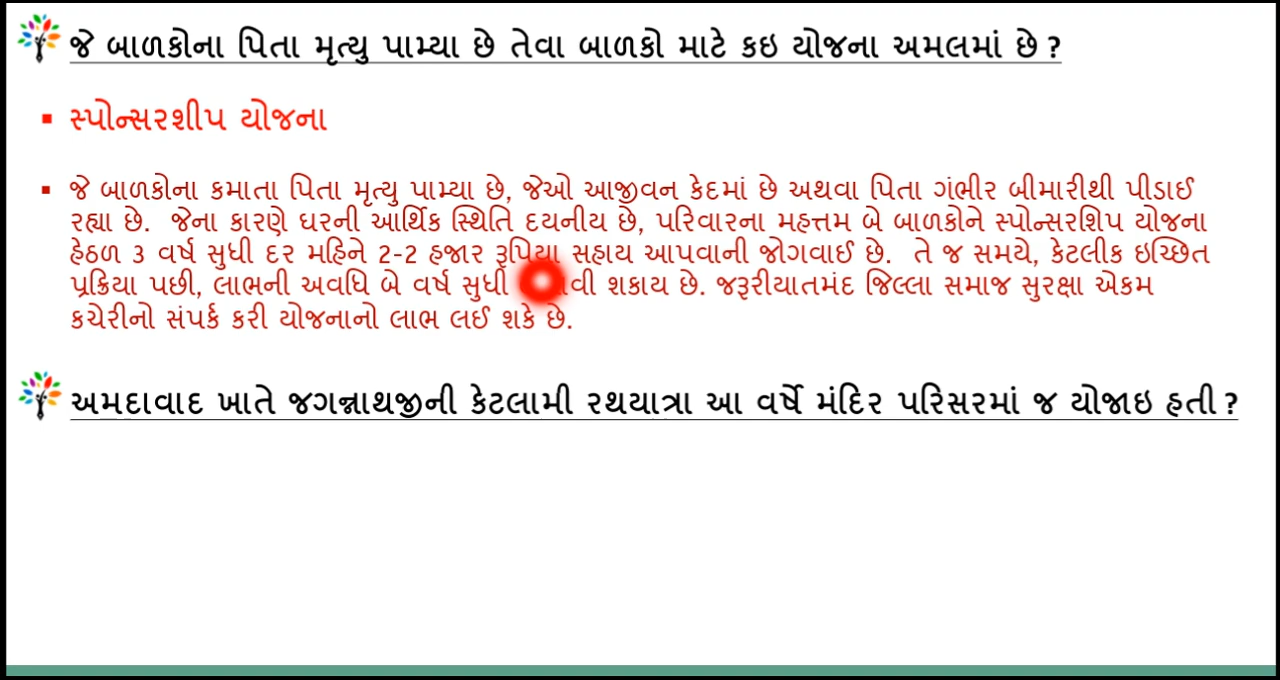 જે બાળકોના પિતા મૃત્યુ પામ્યા છે તેવા બાળકો માટે કઇ યોજના અમલમાં છે ?
▪ સ્પોન્સરશીપ યોજના
▪ જે બાળકોના કમાતા પિતા મૃત્યુ પામ્યા છે, જેઓ આજીવન કેદમાં છે અથવા પિતા ગંભીર બીમારીથી પીડાઈ
રહ્યા છે. જેના કારણે ઘરની આર્થિક સ્થિતિ દયનીય છે, પરિવારના મહત્તમ બે બાળકોને સ્પોન્સરશિપ યોજના
હેઠળ 3 વર્ષ સુધી દર મહિને 2-2 હજાર રૂપિયા સહાય આપવાની જોગવાઈ છે. તે જ સમયે, કેટલીક ઇચ્છિત
પ્રક્રિયા પછી, લાભની અવધિ બે વર્ષ સુધી શકાય છે. જરૂરીયાતમંદ જિલ્લા સમાજ સુરક્ષા એકમ
કચેરીનો સંપર્ક કરી યોજનાનો લાભ લઈ શકે છે.
અમદાવાદ ખાતે જગન્નાથજીની કેટલામી રથયાત્રા આ વર્ષે મંદિર પરિસરમાં જ યોજાઇ હતી ?